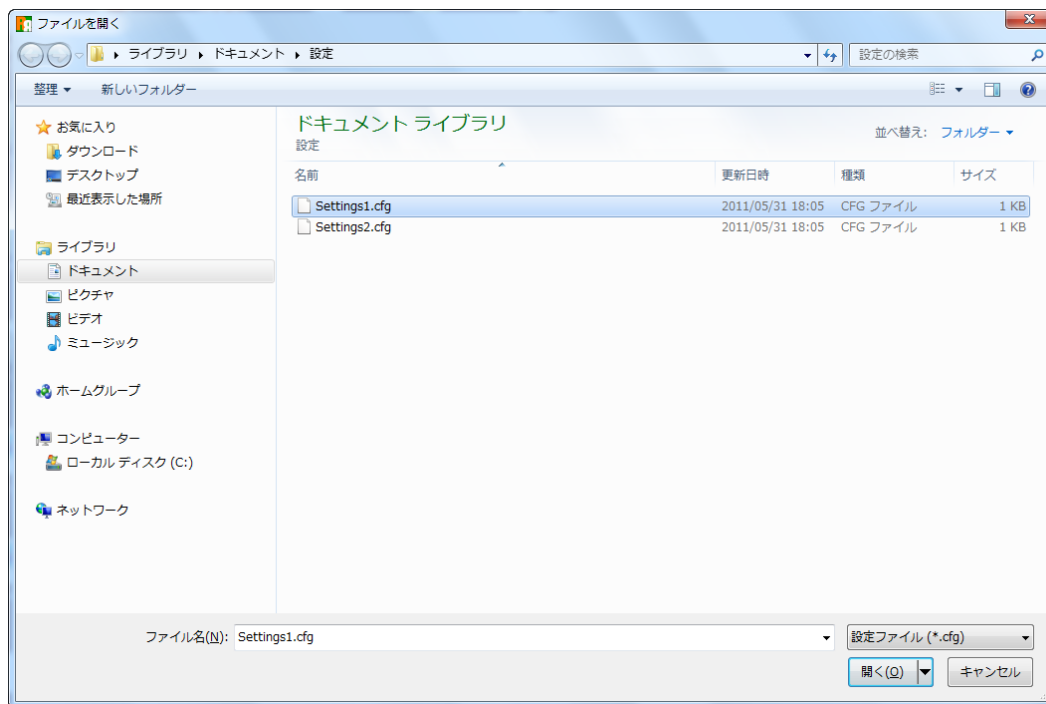 ファイルを開く
ライブラリ ドキュメント 設定 設定の検索
整理 新しいフォルダー
お気に入り
ダウンロード
デスクトップ
最近表示した場所
ライブラリ
ドキュメント
ピクチャ
ビデオ
ミュージック
ホームグループ
コンピューター
ローカル ディスク (C:)
ネットワーク
ドキュメント ライブラリ
設定
並べ替え: フォルダー
名前 更新日時 種類 サイズ
Settings1.cfg 2011/05/31 18:05 CFG ファイル 1 KB
Settings2.cfg 2011/05/31 18:05 CFG ファイル 1 KB
ファイル名(N): Settings1.cfg 設定ファイル (*.cfg)
開く(O) キャンセル